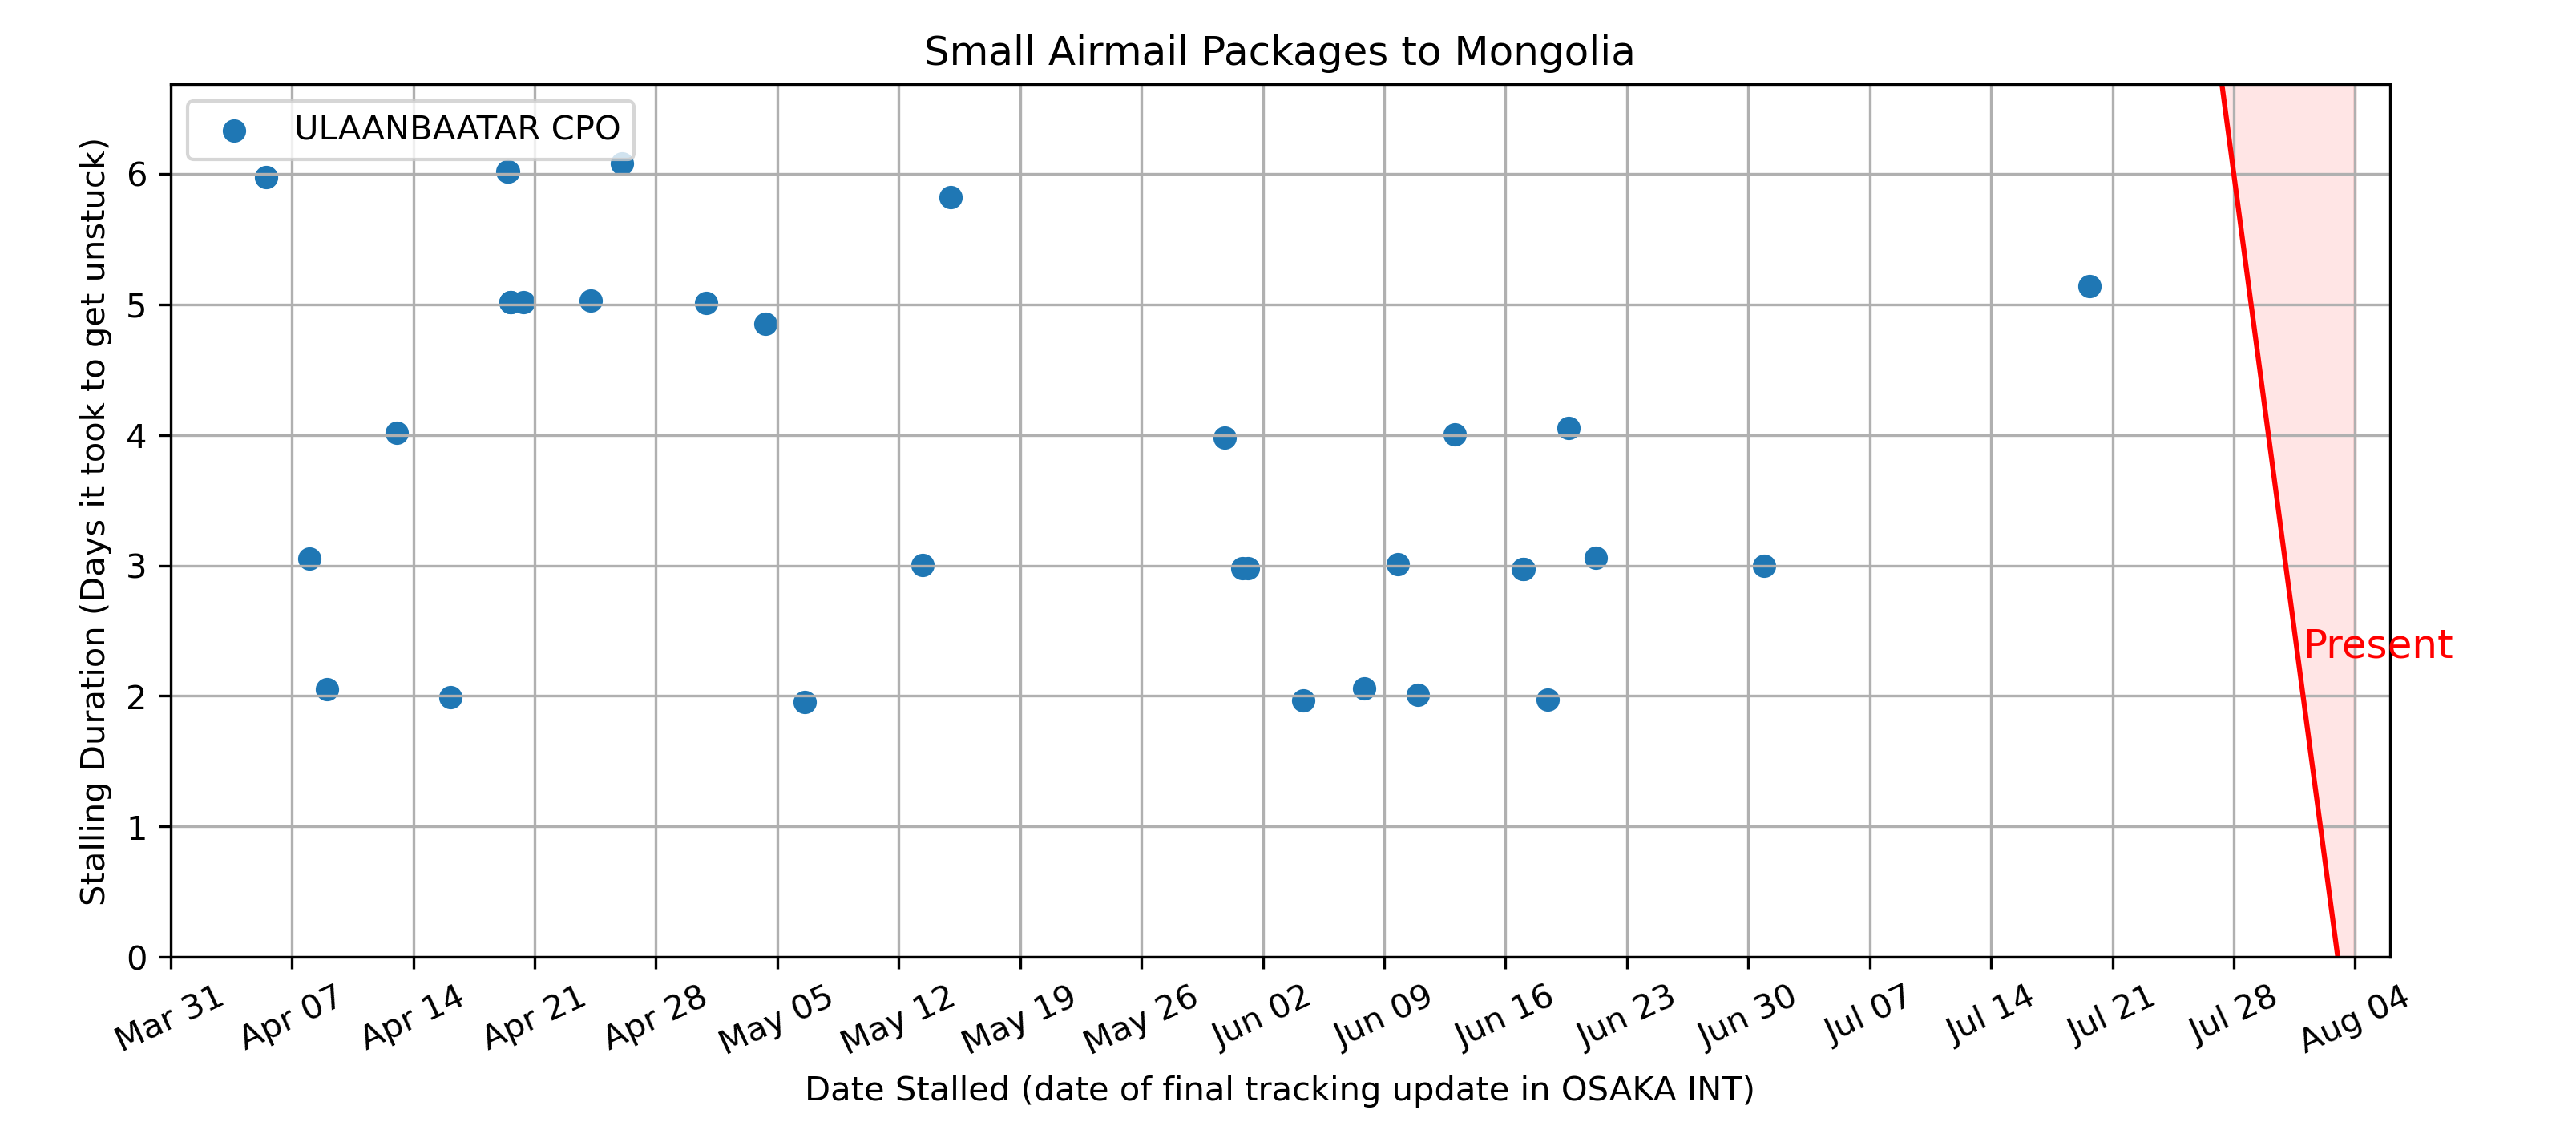 Small Airmail Packages to Mongolia
ULAANBAATAR CPO
Stalling Duration (Days it took to get unstuck)
6
5
4
3
2
1
0
Present
Mar 31
Apr 07
Apr 14
Apr 21
Apr 28
May 05
May 12
May 19
May 26
Jun 02
Jun 09
Jun 16
Jun 23
Jun 30
Jul 07
Jul 14
Jul 21
Jul 28
Aug 04
Date Stalled (date of final tracking update in OSAKA INT)